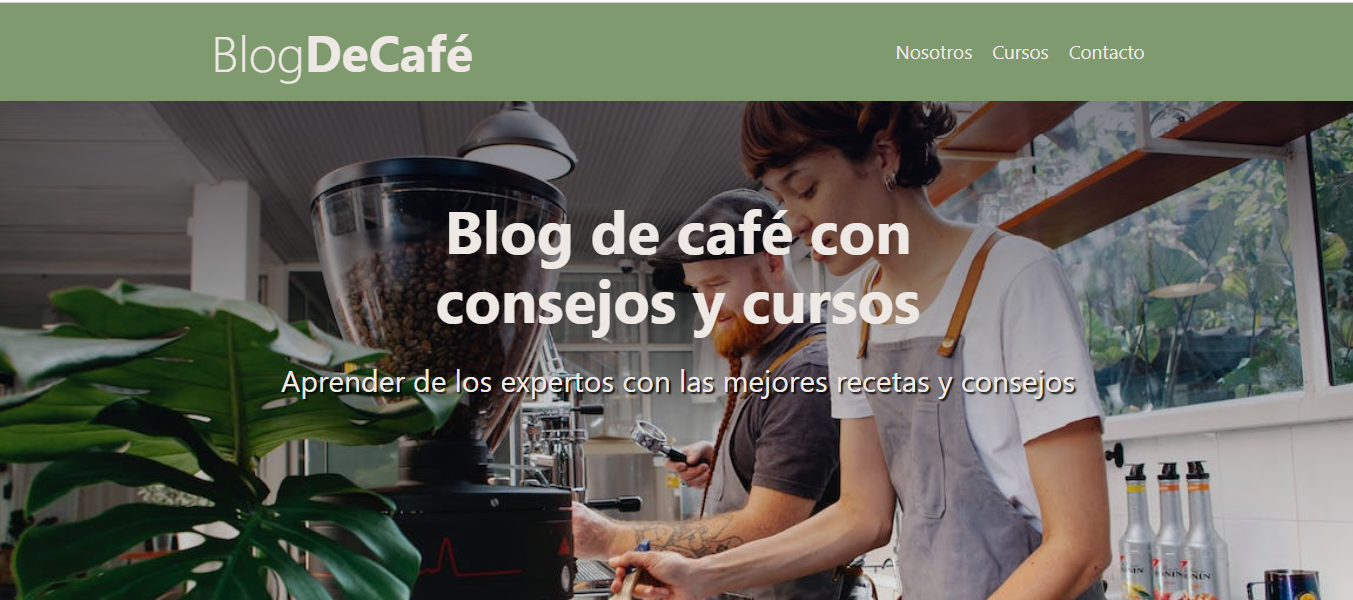 BlogDeCafé
Nosotros Cursos Contacto
Blog de café con
consejos y cursos
Aprender de los expertos con las mejores recetas y consejos
MONIN